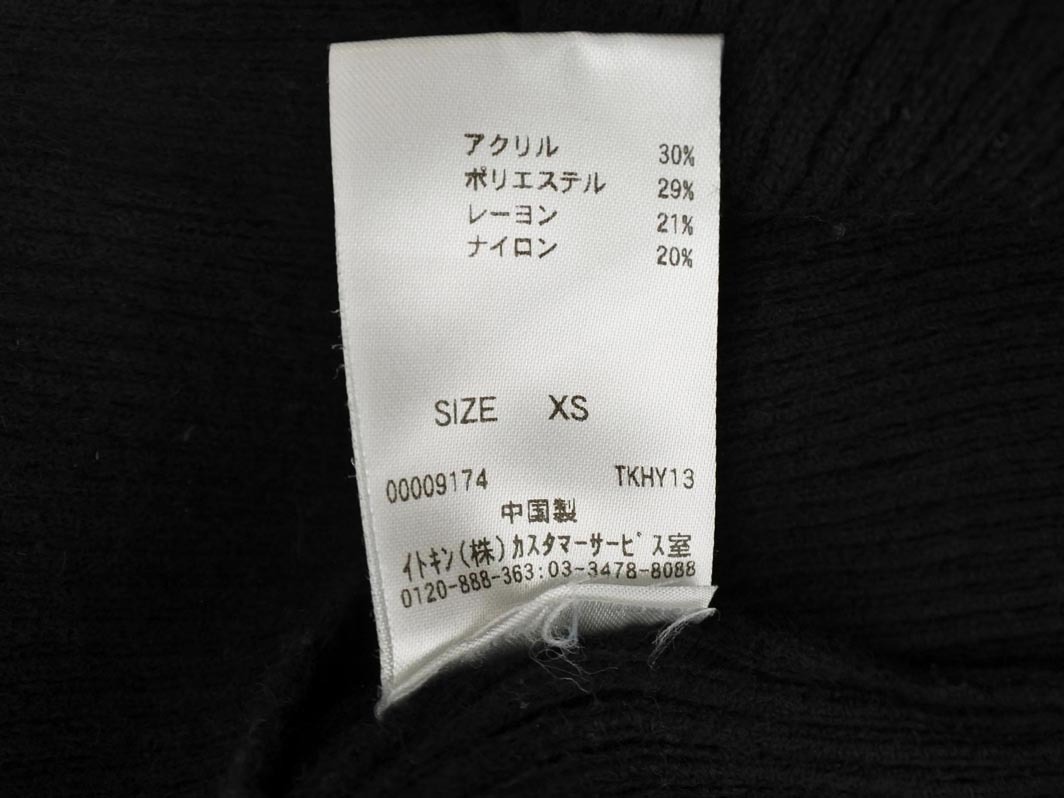 アクリル 30%
ポリエステル 29%
レーヨン 21%
ナイロン 20%
SIZE XS
00009174 TKHY13
中国製
イトキン(株)カスタマーサービス室
0120-888-363:03-3478-8088